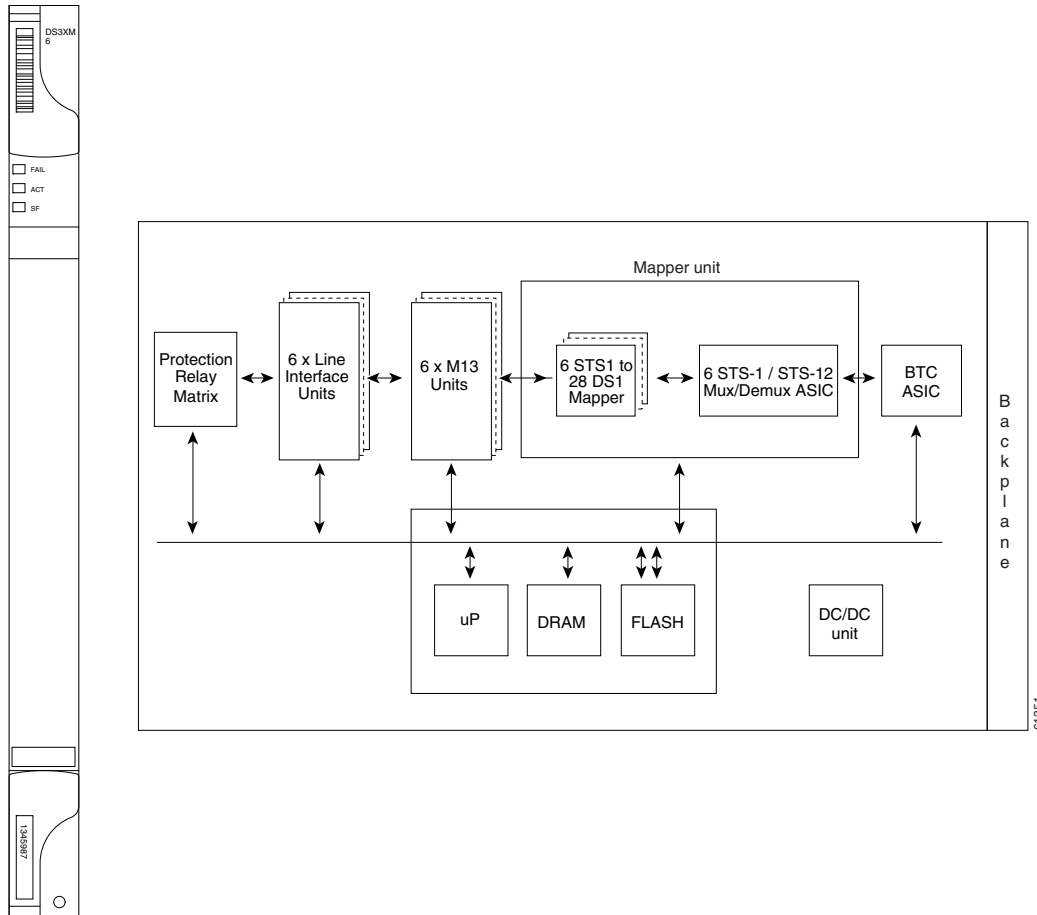 DS3XM
6
FAIL
ACT
SF
1345987
Mapper unit
Protection
Relay
Matrix
6 x Line
Interface
Units
6 x M13
Units
6 STS1 to
28 DS1
Mapper
6 STS-1 / STS-12
Mux/Demux ASIC
BTC
ASIC
Backplane
uP
DRAM
FLASH
DC/DC
unit